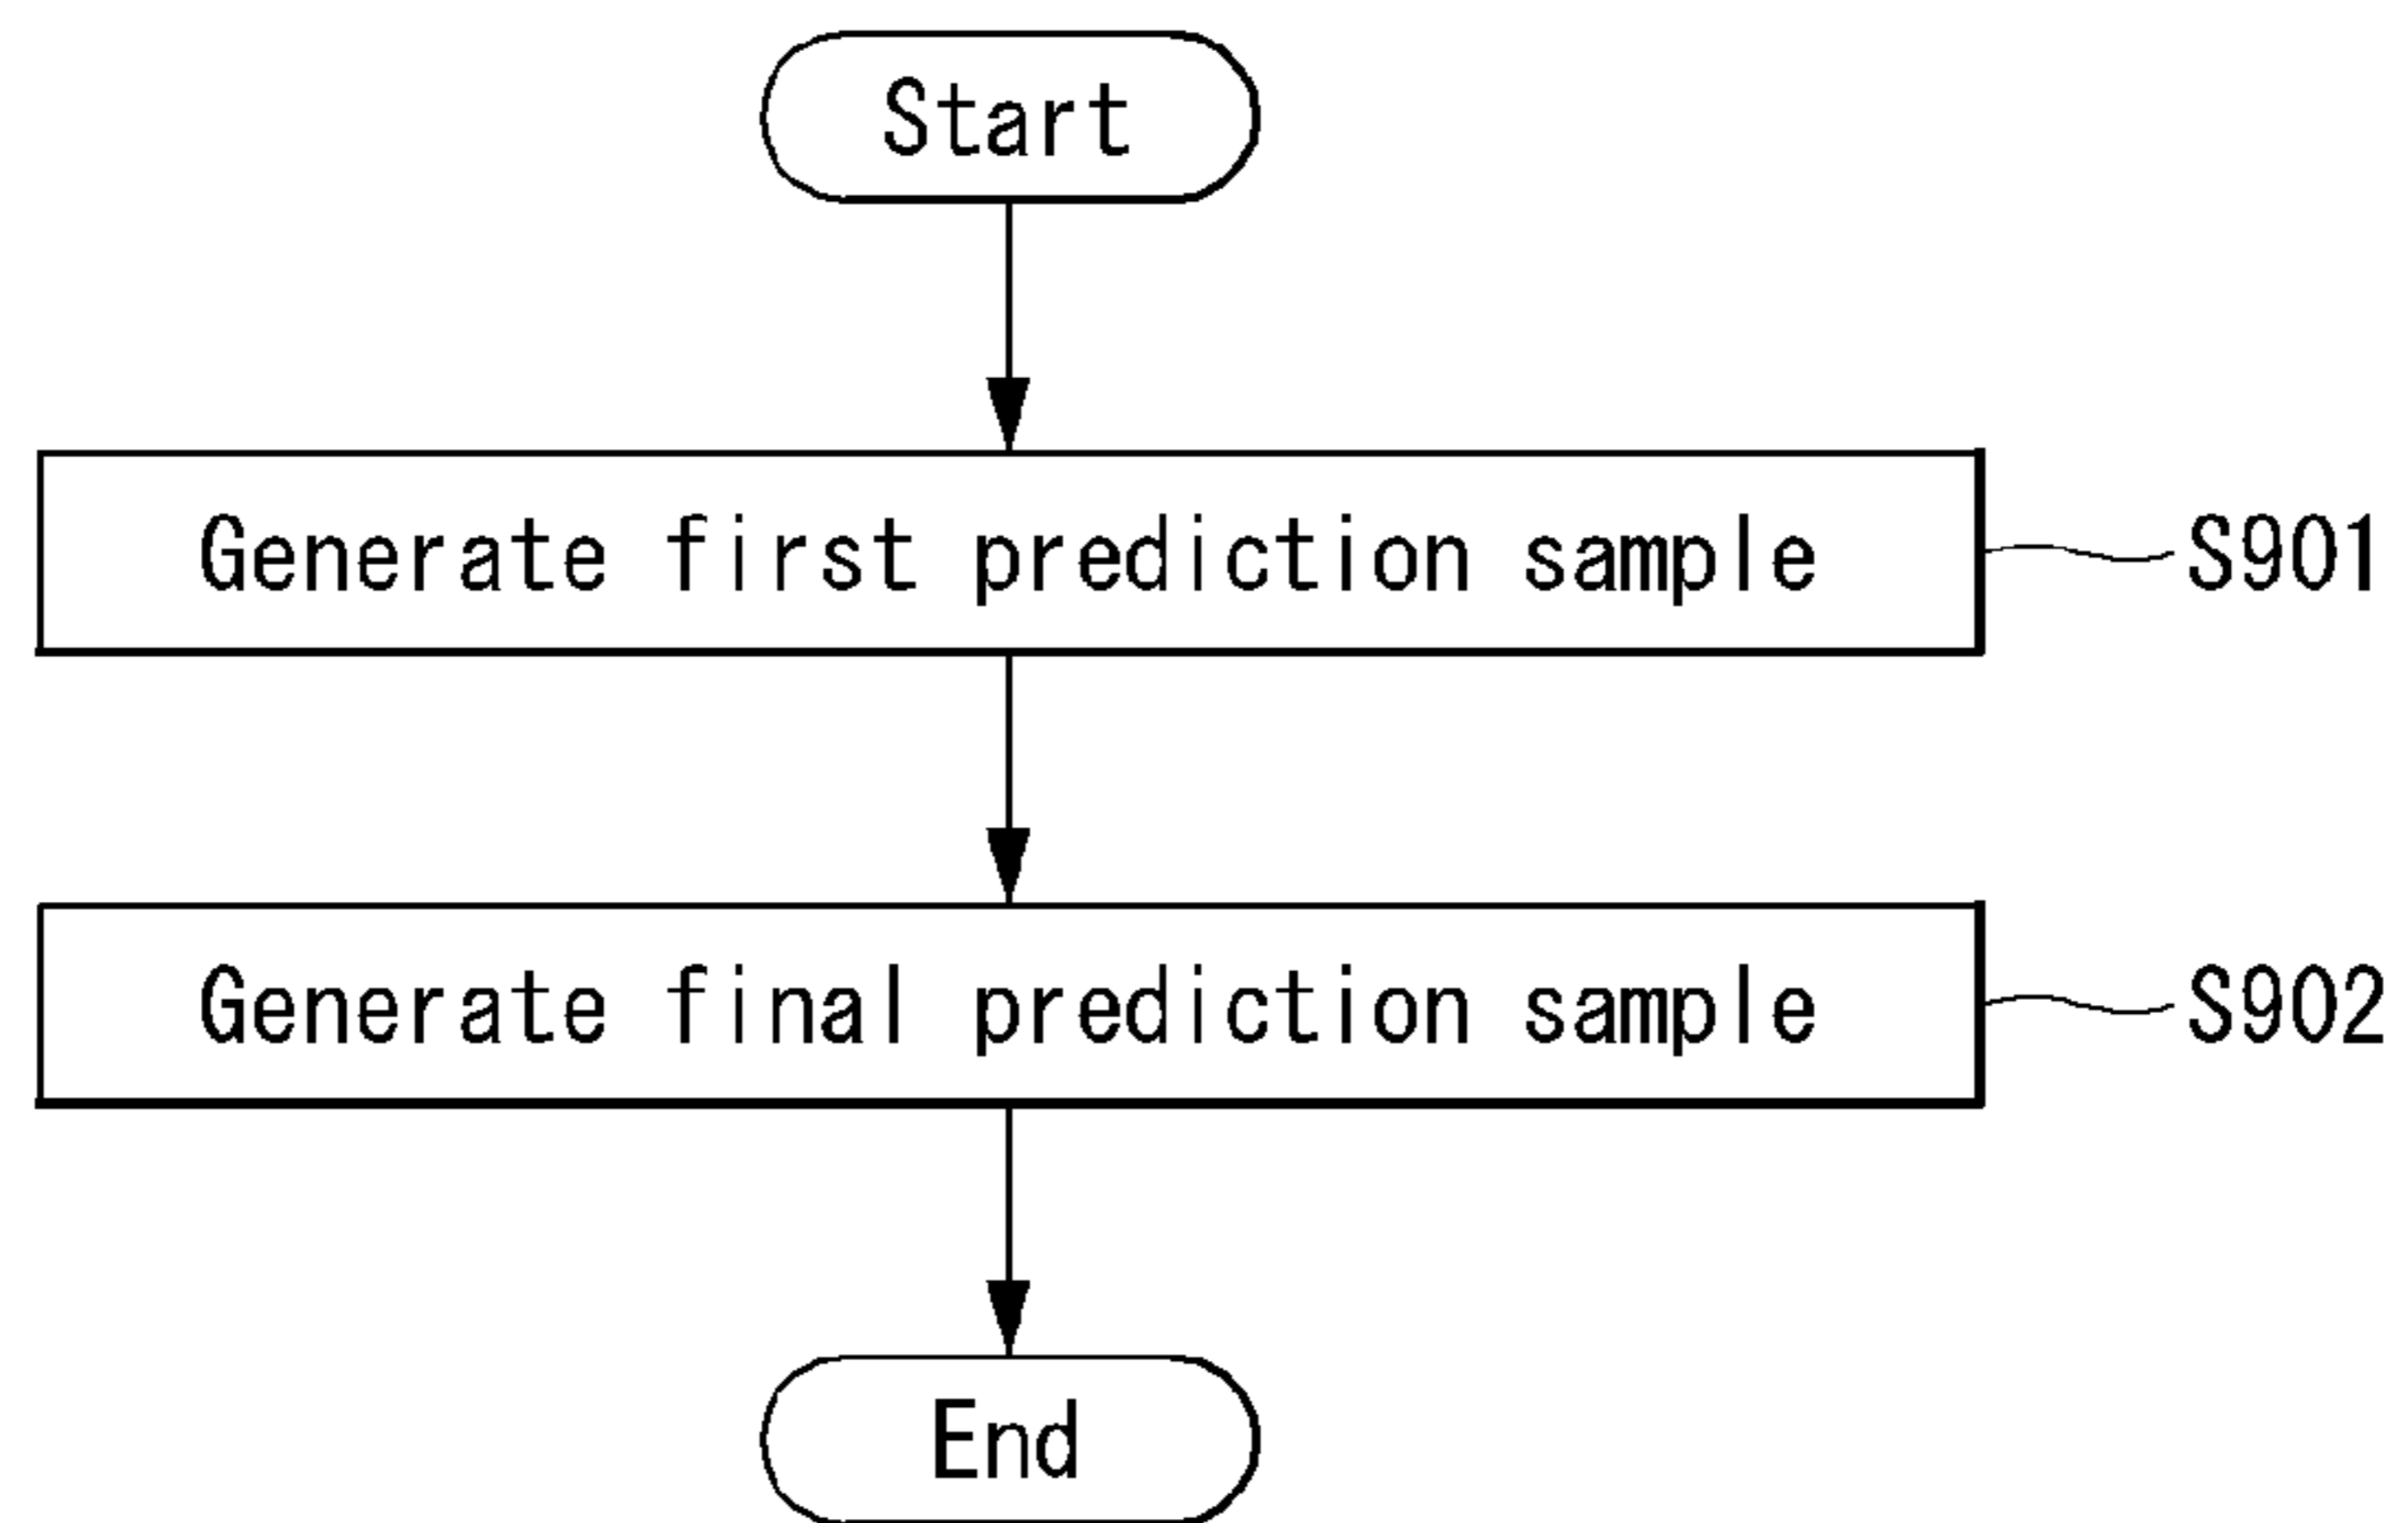 Start
Generate first prediction sample
S901
Generate final prediction sample
S902
End